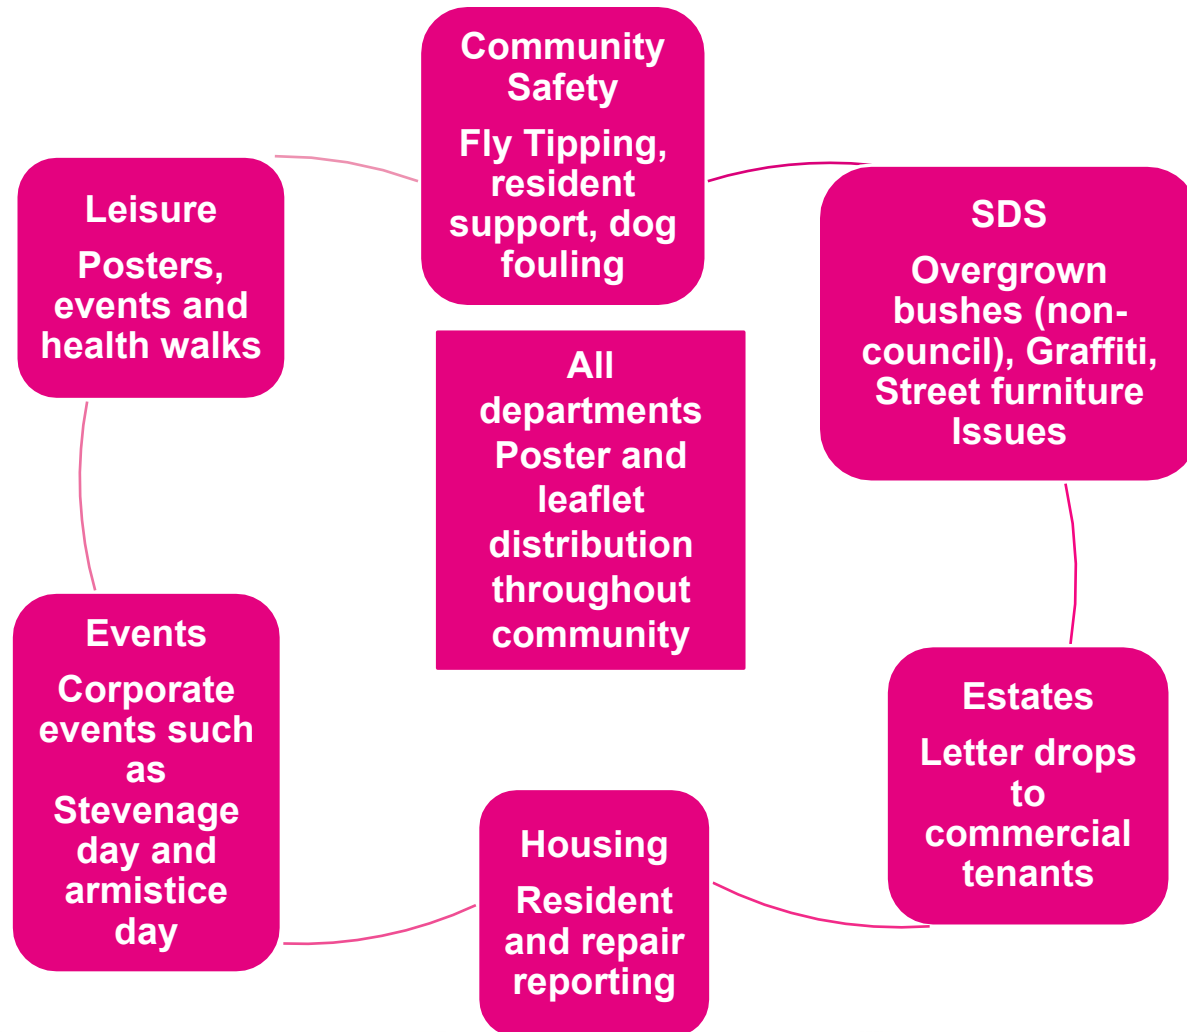 Community
Safety
Fly Tipping,
resident
support, dog
fouling
SDS
Overgrown
bushes (non-
council), Graffiti,
Street furniture
Issues
Estates
Letter drops
to
commercial
tenants
Housing
Resident
and repair
reporting
Events
Corporate
events such
as
Stevenage
day and
armistice
day
Leisure
Posters,
events and
health walks
All
departments
Poster and
leaflet
distribution
throughout
community